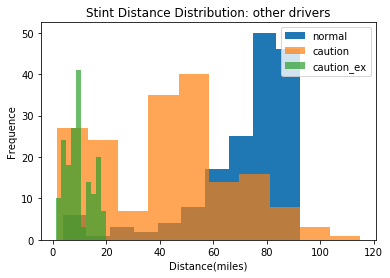 Stint Distance Distribution: other drivers
normal
caution
caution_ex
Frequence
50
40
30
20
10
0
0 20 40 60 80 100 120
Distance(miles)